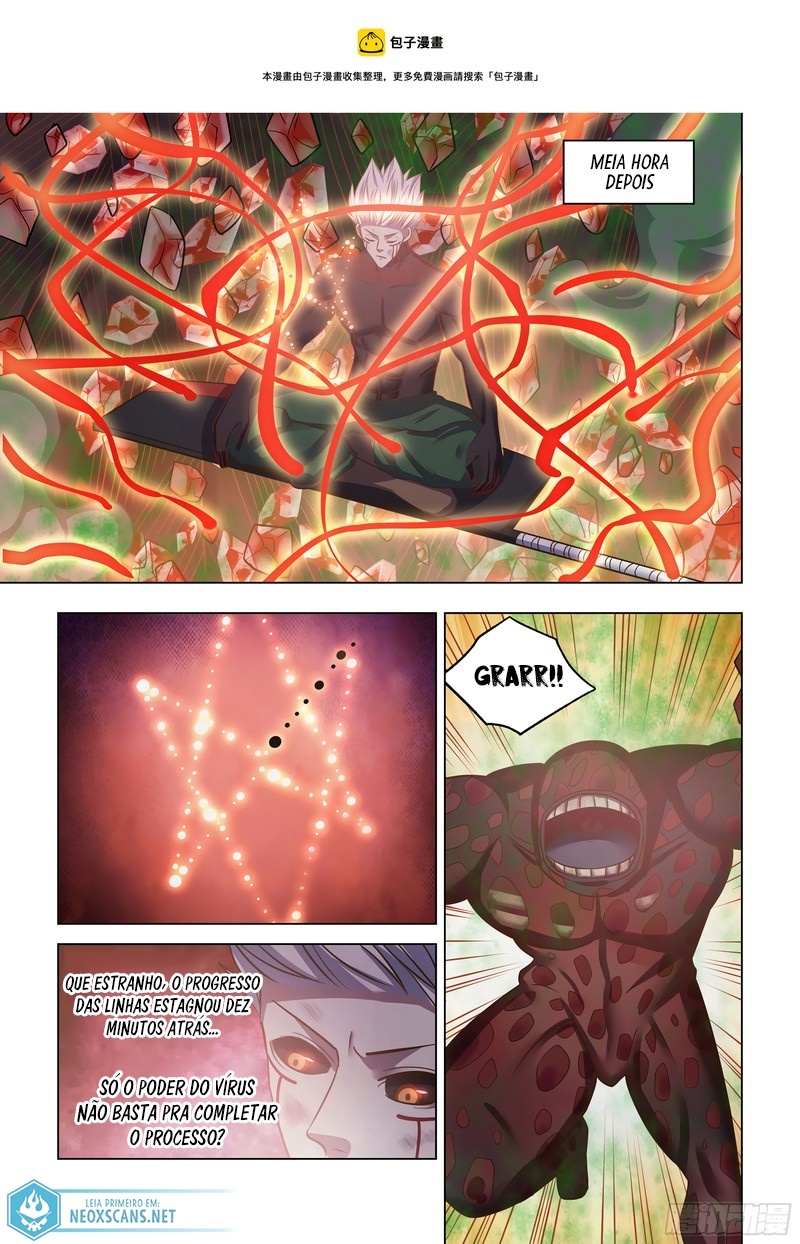 包子漫畫
本漫畫由包子漫畫收集整理，更多免費漫画請搜索「包子漫畫」
MEIA HORA
DEPOIS
GRARR!!
QUE ESTRANHO, O PROGRESSO
DAS LINHAS ESTAGNOU DEZ
MINUTOS ATRÁS...
SÓ O PODER DO VÍRUS
NÃO BASTA PRA COMPLETAR
O PROCESSO?
LEIA PRIMEIRO EM:
NEOXSCANS.NET